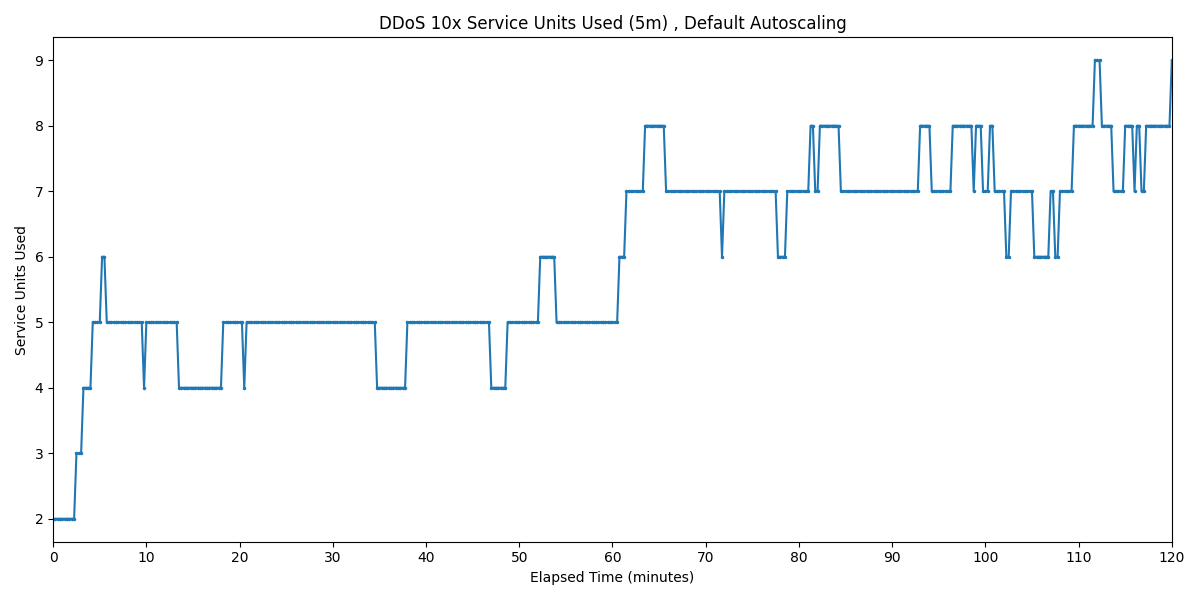 DDoS 10x Service Units Used (5m) , Default Autoscaling
Service Units Used
9
8
7
6
5
4
3
2
0 10 20 30 40 50 60 70 80 90 100 110 120
Elapsed Time (minutes)